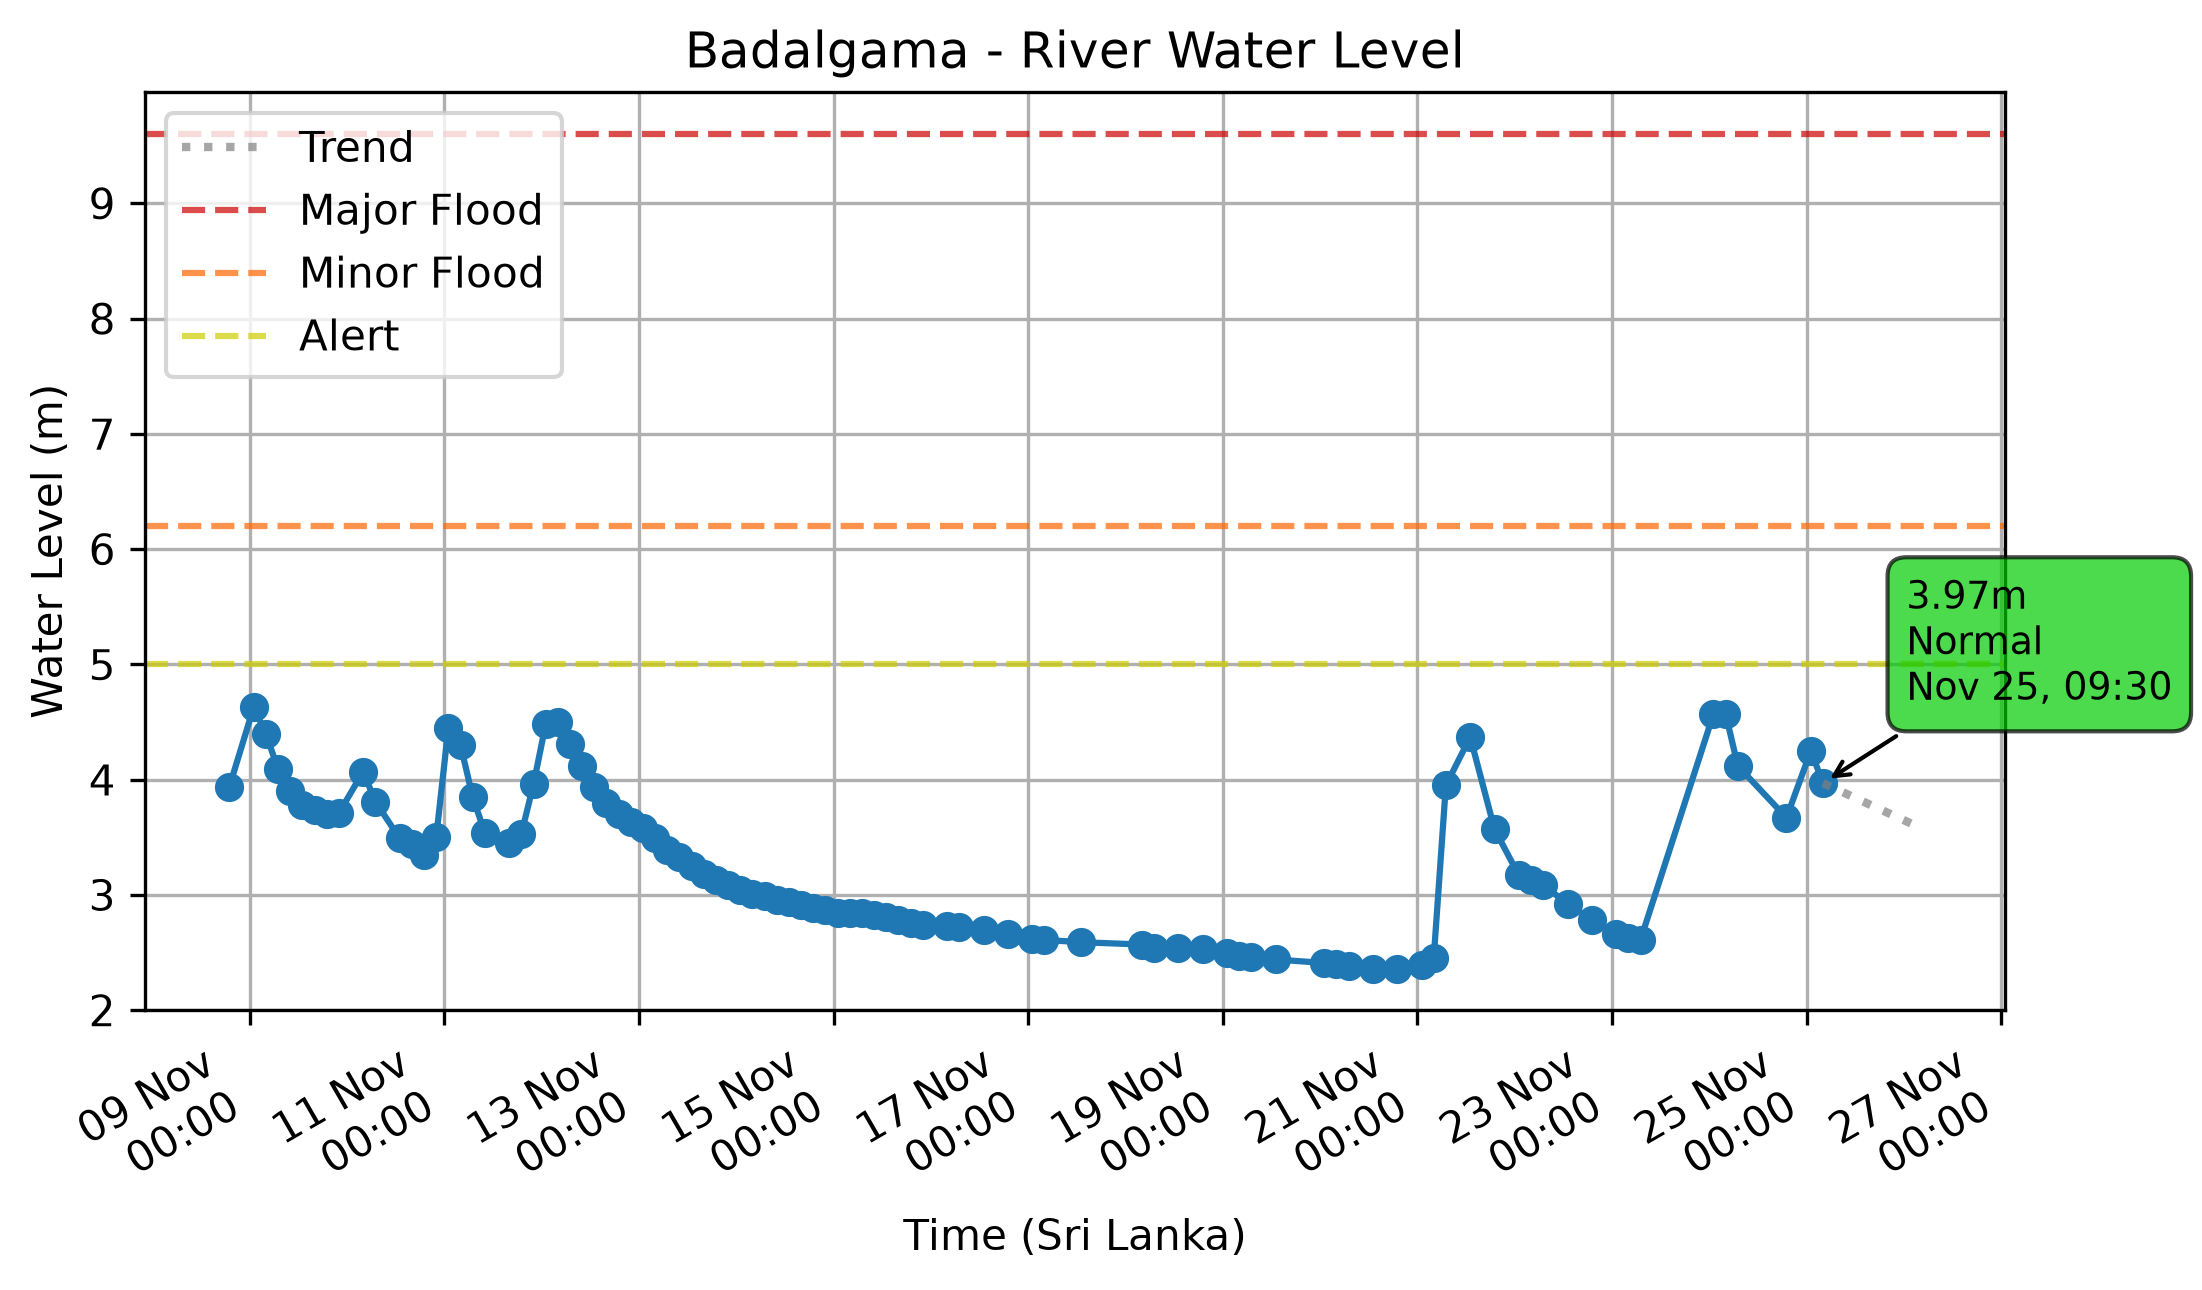 Badalgama - River Water Level
Trend
Major Flood
Minor Flood
Alert
Water Level (m)
9
8
7
6
5
4
3
2
3.97m
Normal
Nov 25, 09:30
09 Nov
00:00
11 Nov
00:00
13 Nov
00:00
15 Nov
00:00
17 Nov
00:00
19 Nov
00:00
21 Nov
00:00
23 Nov
00:00
25 Nov
00:00
27 Nov
00:00
Time (Sri Lanka)